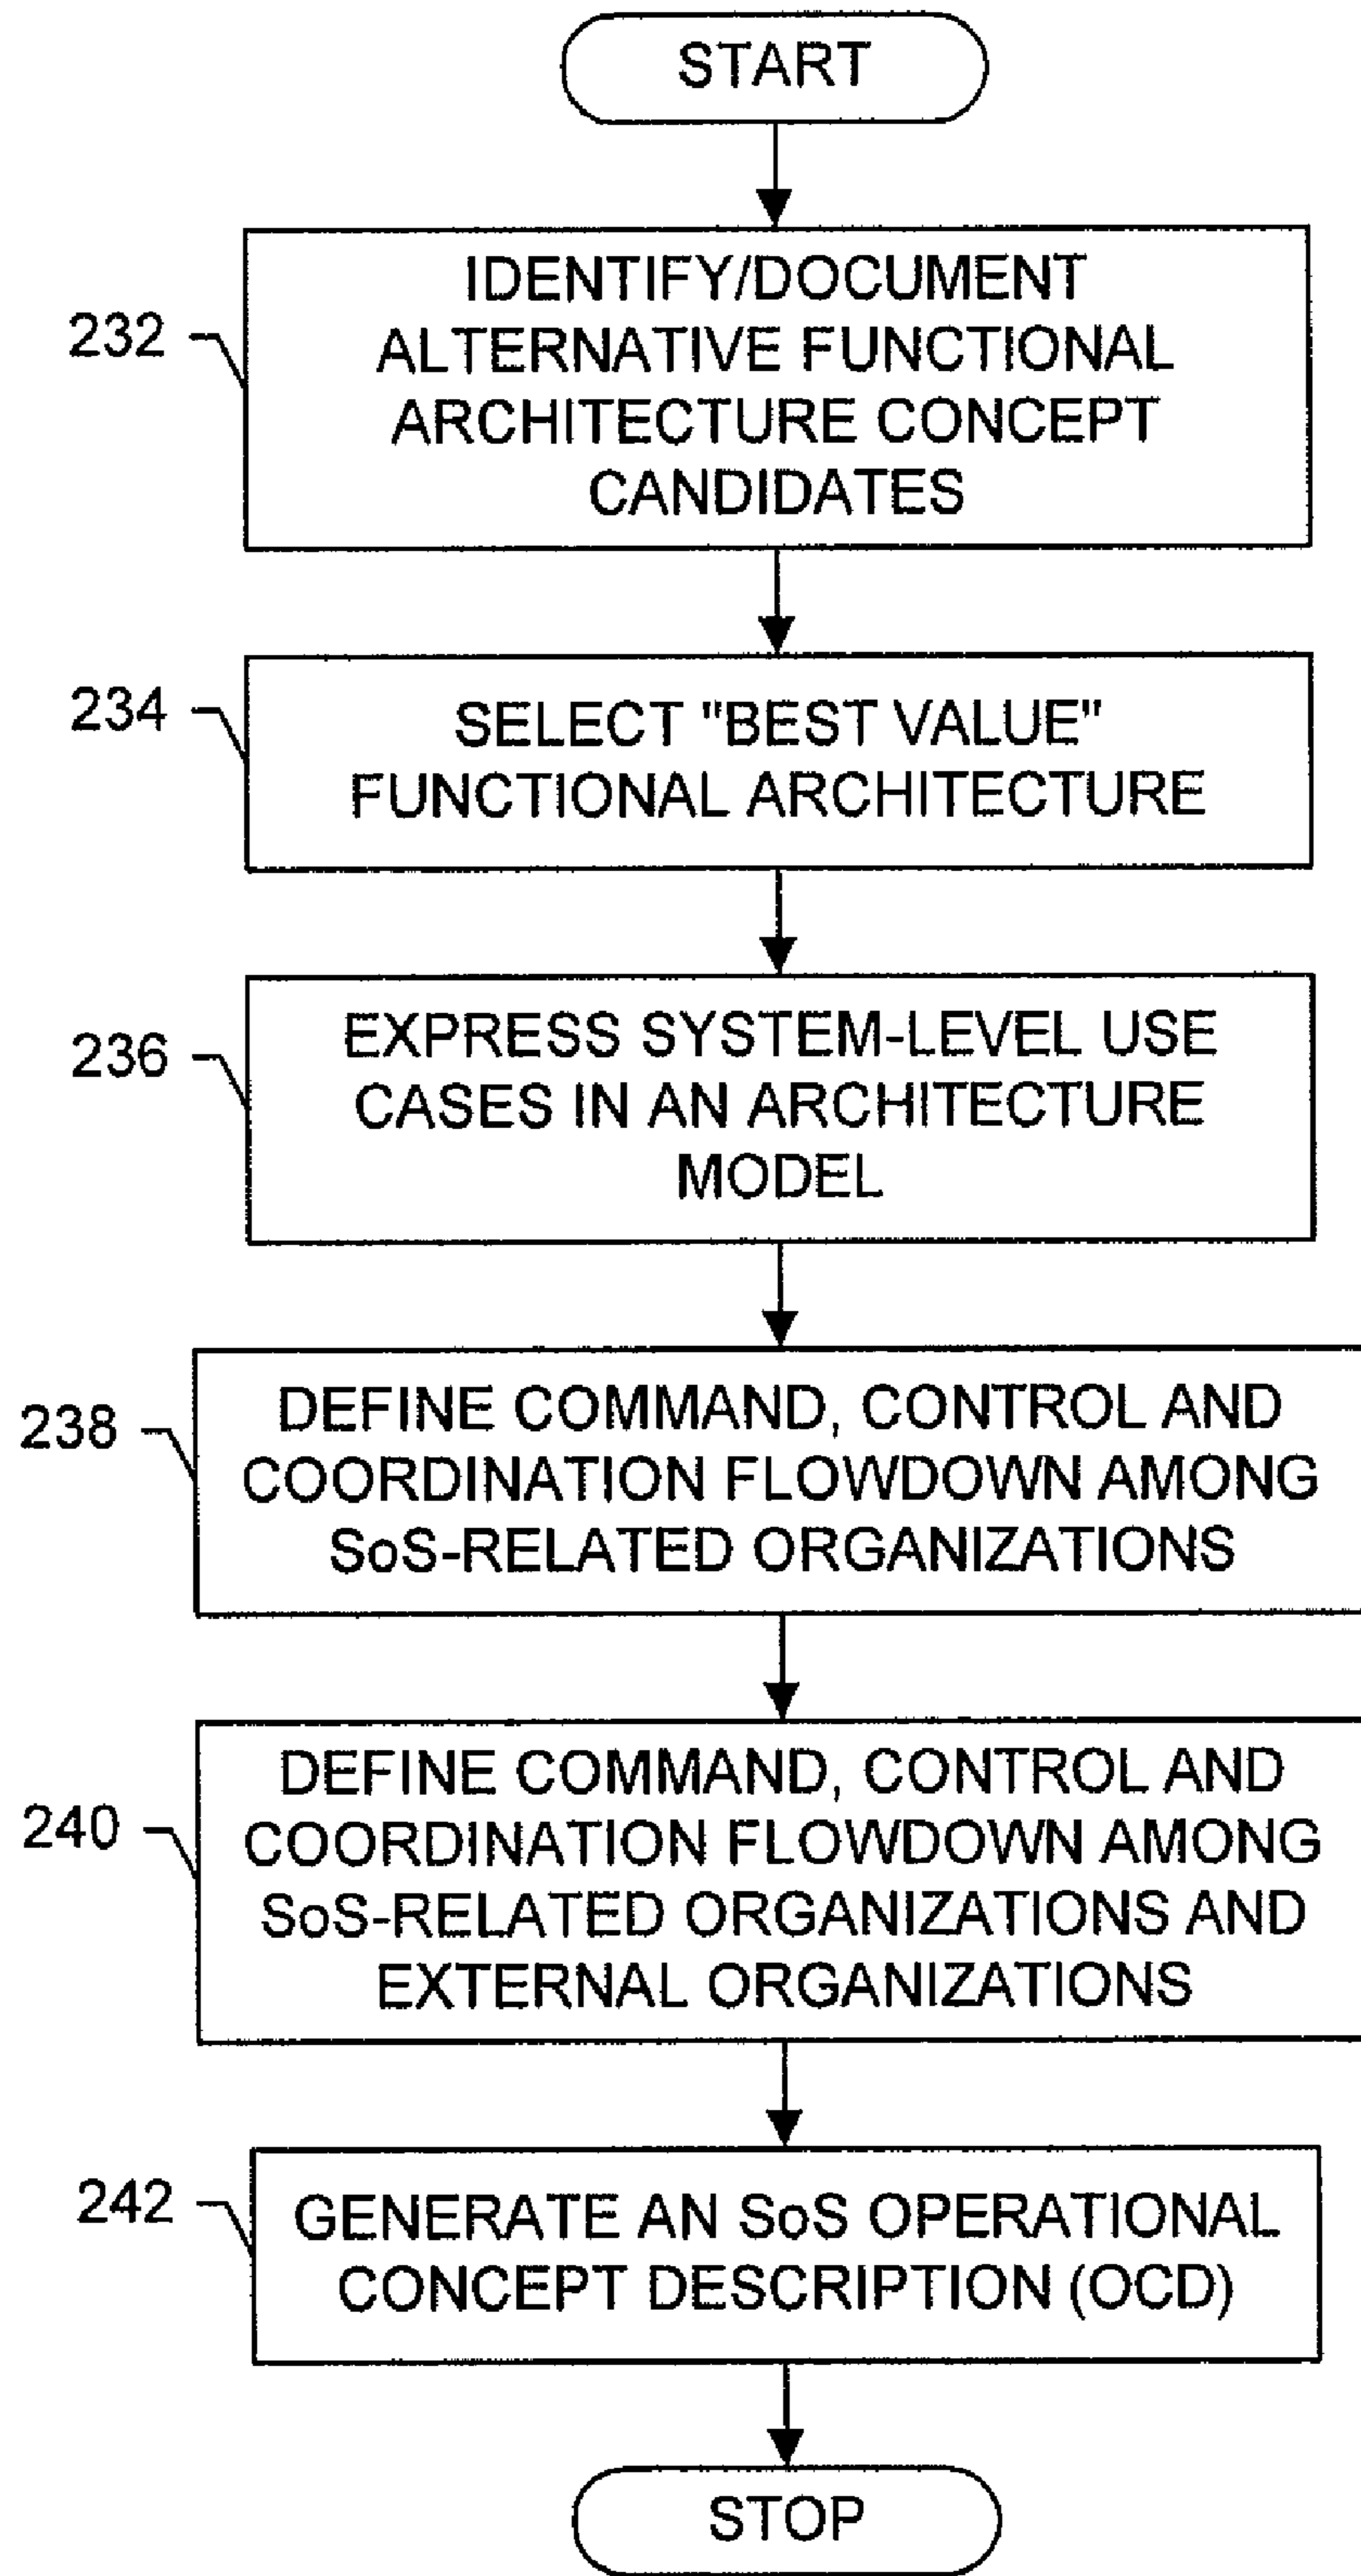 START
232
IDENTIFY/DOCUMENT
ALTERNATIVE FUNCTIONAL
ARCHITECTURE CONCEPT
CANDIDATES
234
SELECT "BEST VALUE"
FUNCTIONAL ARCHITECTURE
236
EXPRESS SYSTEM-LEVEL USE
CASES IN AN ARCHITECTURE
MODEL
238
DEFINE COMMAND, CONTROL AND
COORDINATION FLOWDOWN AMONG
SoS-RELATED ORGANIZATIONS
240
DEFINE COMMAND, CONTROL AND
COORDINATION FLOWDOWN AMONG
SoS-RELATED ORGANIZATIONS AND
EXTERNAL ORGANIZATIONS
242
GENERATE AN SoS OPERATIONAL
CONCEPT DESCRIPTION (OCD)
STOP